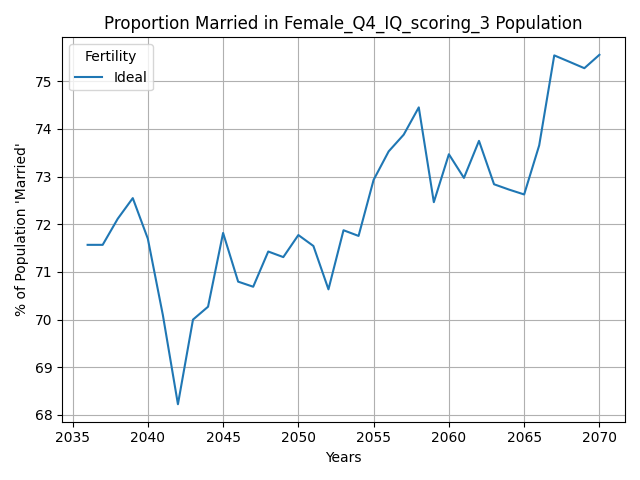 Proportion Married in Female_Q4_IQ_scoring_3 Population
Fertility
Ideal
% of Population 'Married'
75
74
73
72
71
70
69
68
2035 2040 2045 2050 2055 2060 2065 2070
Years